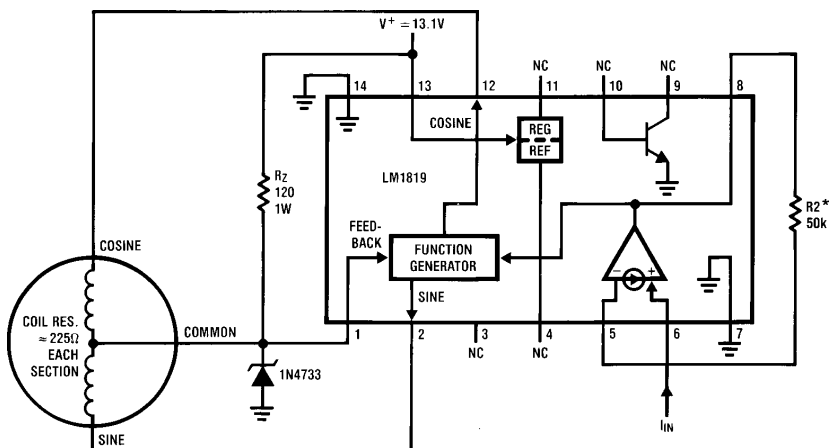 V⁺ = 13.1V
NC
NC
NC
14
13
12
11
10
9
8
COSINE
REG
REF
LM1819
RZ
120
1W
R2*
50k
FEED-
BACK
FUNCTION
GENERATOR
- +
COSINE
SINE
COIL RES.
≈ 225Ω
EACH
SECTION
COMMON
1
2
3
4
5
6
7
NC
NC
1N4733
IIN
SINE